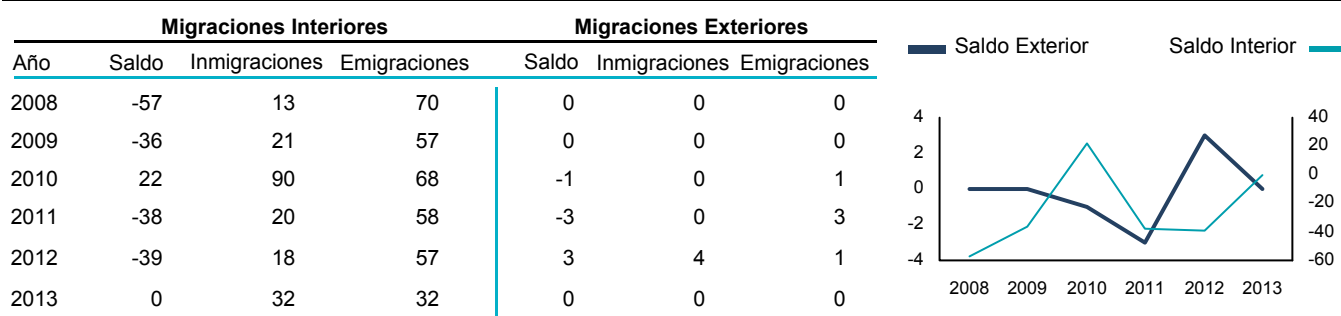 Migraciones Interiores Migraciones Exteriores
Año Saldo Inmigraciones Emigraciones Saldo Inmigraciones Emigraciones
2008 -57 13 70 0 0 0
2009 -36 21 57 0 0 0
2010 22 90 68 -1 0 1
2011 -38 20 58 -3 0 3
2012 -39 18 57 3 4 1
2013 0 32 32 0 0 0
Saldo Exterior Saldo Interior
4 40
2 20
0 0
-20
-2 -40
-4 -60
2008 2009 2010 2011 2012 2013